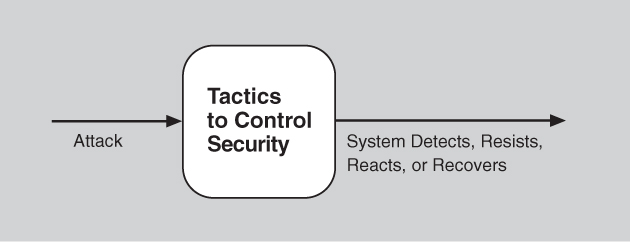 Attack
Tactics
to Control
Security
System Detects, Resists,
Reacts, or Recovers